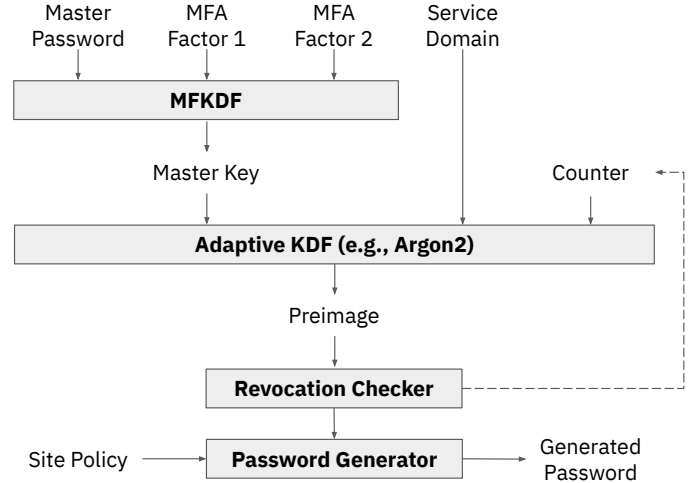 Master
Password
MFA
Factor 1
MFA
Factor 2
Service
Domain
MFKDF
Master Key
Counter
Adaptive KDF (e.g., Argon2)
Preimage
Revocation Checker
Site Policy
Password Generator
Generated
Password